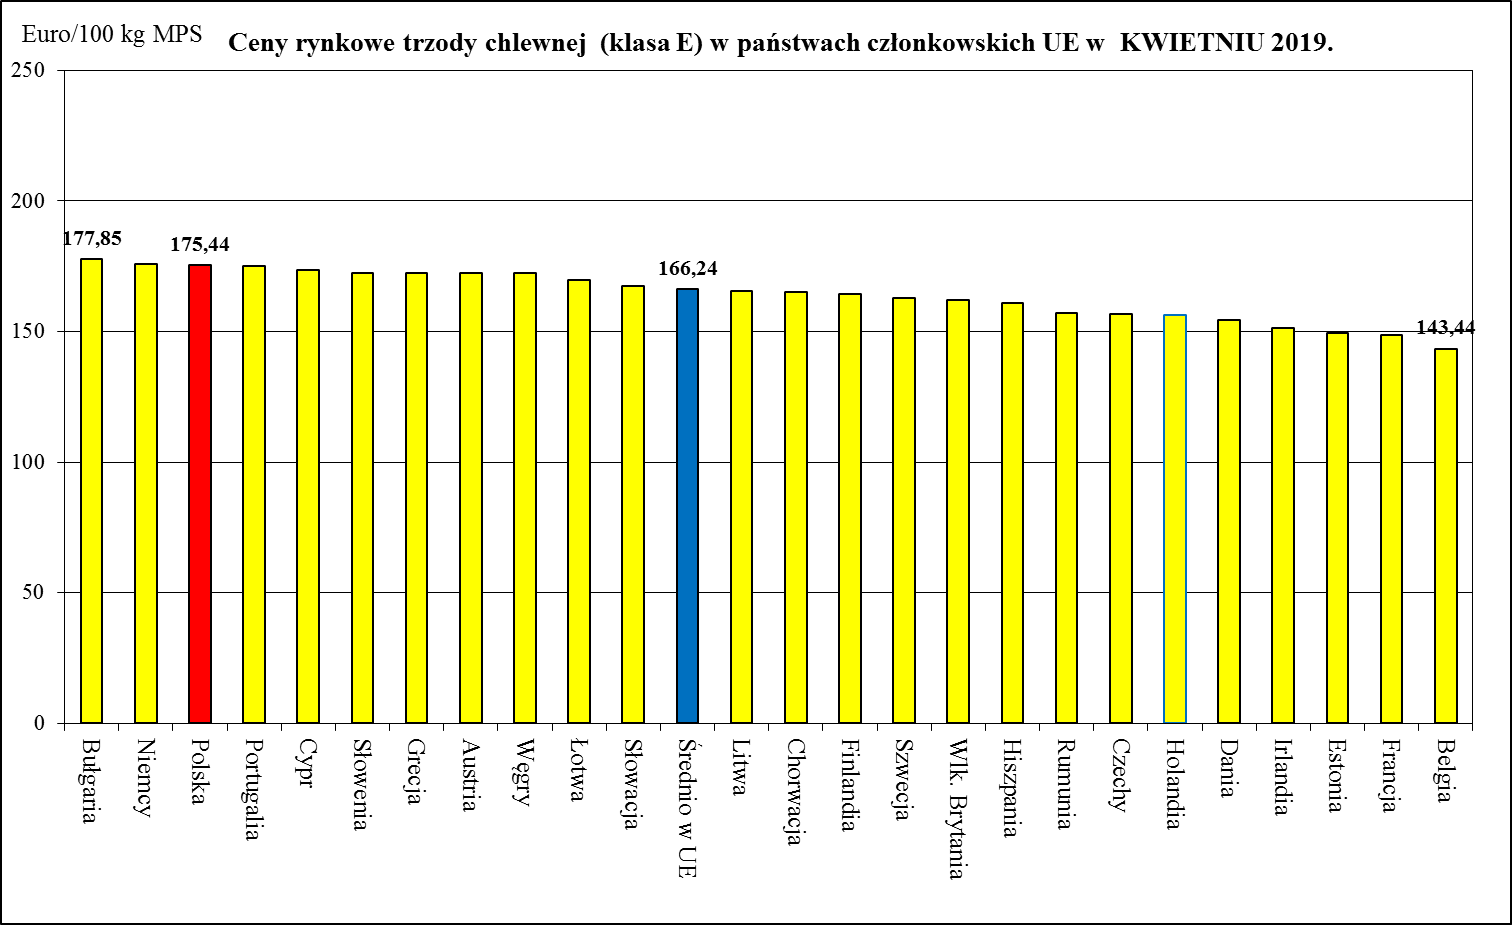 Euro/100 kg MPS
Ceny rynkowe trzody chlewnej (klasa E) w państwach członkowskich UE w KWIETNIU 2019.
250
200
150
100
50
0
177,85
175,44
166,24
143,44
Bułgaria
Niemcy
Polska
Portugalia
Cypr
Słowenia
Grecja
Austria
Węgry
Łotwa
Słowacja
Średnio w UE
Litwa
Chorwacja
Finlandia
Szwecja
Wlk. Brytania
Hiszpania
Rumunia
Czechy
Holandia
Dania
Irlandia
Estonia
Francja
Belgia